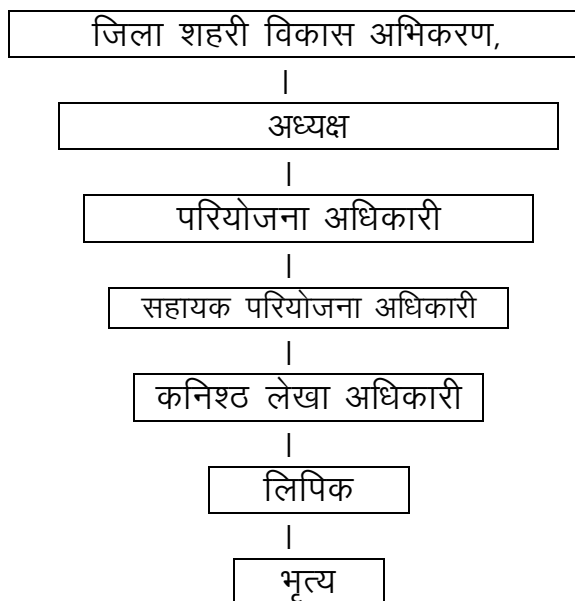 जिला शहरी विकास अभिकरण,
अध्यक्ष
परियोजना अधिकारी
सहायक परियोजना अधिकारी
कनिश्ठ लेखा अधिकारी
लिपिक
भृत्य